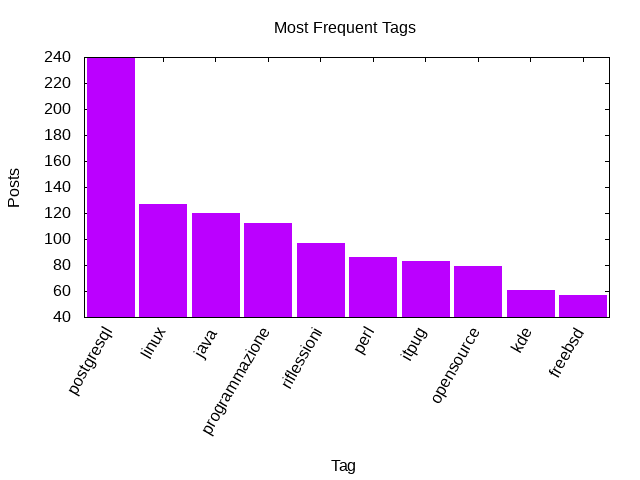 Most Frequent Tags
240
220
200
180
160
140
120
100
80
60
40
Posts
postgresql
linux
java
programmazione
riflessioni
perl
itpug
opensource
kde
freebsd
Tag